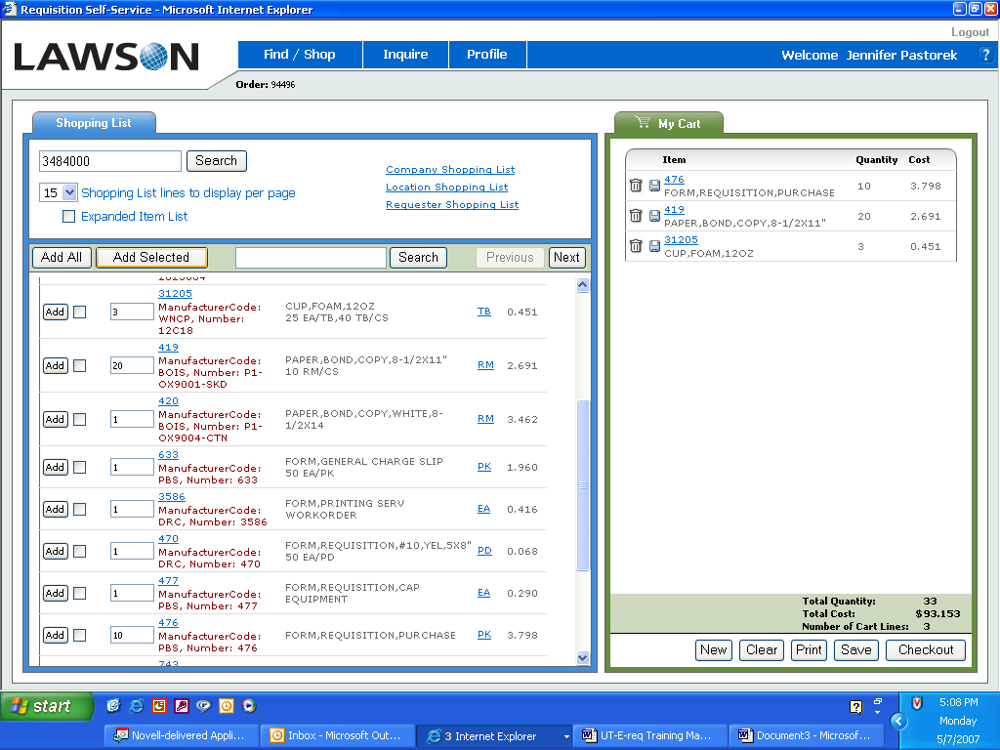 Requisition Self-Service - Microsoft Internet Explorer
Logout
LAWSON
Find / Shop
Inquire
Profile
Welcome Jennifer Pastorek
?
Order: 94496
Shopping List
3484000
Search
15
Shopping List lines to display per page
Expanded Item List
Company Shopping List
Location Shopping List
Requester Shopping List
Add All
Add Selected
Search
Previous
Next
31205
Add
3
ManufacturerCode:
WNCP, Number:
12C18
CUP,FOAM,12OZ
25 EA/TB,40 TB/CS
TB
0.451
419
Add
20
ManufacturerCode:
BOIS, Number: P1-
OX9001-SKD
PAPER,BOND,COPY,8-1/2X11"
10 RM/CS
RM
2.691
420
Add
1
ManufacturerCode:
BOIS, Number: P1-
OX9004-CTN
PAPER,BOND,COPY,WHITE,8-
1/2X14
RM
3.462
633
Add
1
ManufacturerCode:
PBS, Number: 633
FORM,GENERAL CHARGE SLIP
50 EA/PK
PK
1.960
3586
Add
1
ManufacturerCode:
DRC, Number: 3586
FORM,PRINTING SERV
WORKORDER
EA
0.416
470
Add
1
ManufacturerCode:
DRC, Number: 470
FORM,REQUISITION,#10,YEL,5X8"
50 EA/PD
PD
0.068
477
Add
1
ManufacturerCode:
PBS, Number: 477
FORM,REQUISITION,CAP
EQUIPMENT
EA
0.290
476
Add
10
ManufacturerCode:
PBS, Number: 476
FORM,REQUISITION,PURCHASE
PK
3.798
743
My Cart
Item Quantity Cost
476
FORM,REQUISITION,PURCHASE
10
3.798
419
PAPER,BOND,COPY,8-1/2X11"
20
2.691
31205
CUP,FOAM,12OZ
3
0.451
Total Quantity: 33
Total Cost: $93.153
Number of Cart Lines: 3
New
Clear
Print
Save
Checkout
start
?
5:08 PM
Monday
5/7/2007
Novell-delivered Appli...
Inbox - Microsoft Out...
3 Internet Explorer
UT-E-req Training Ma...
Document3 - Microsof...